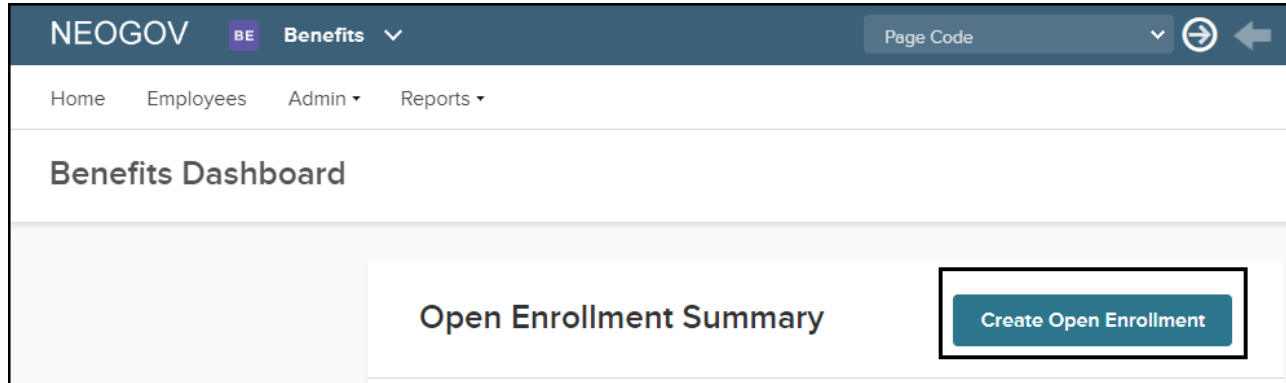 NEOGOV BE Benefits Page Code
Home Employees Admin Reports
Benefits Dashboard
Open Enrollment Summary Create Open Enrollment